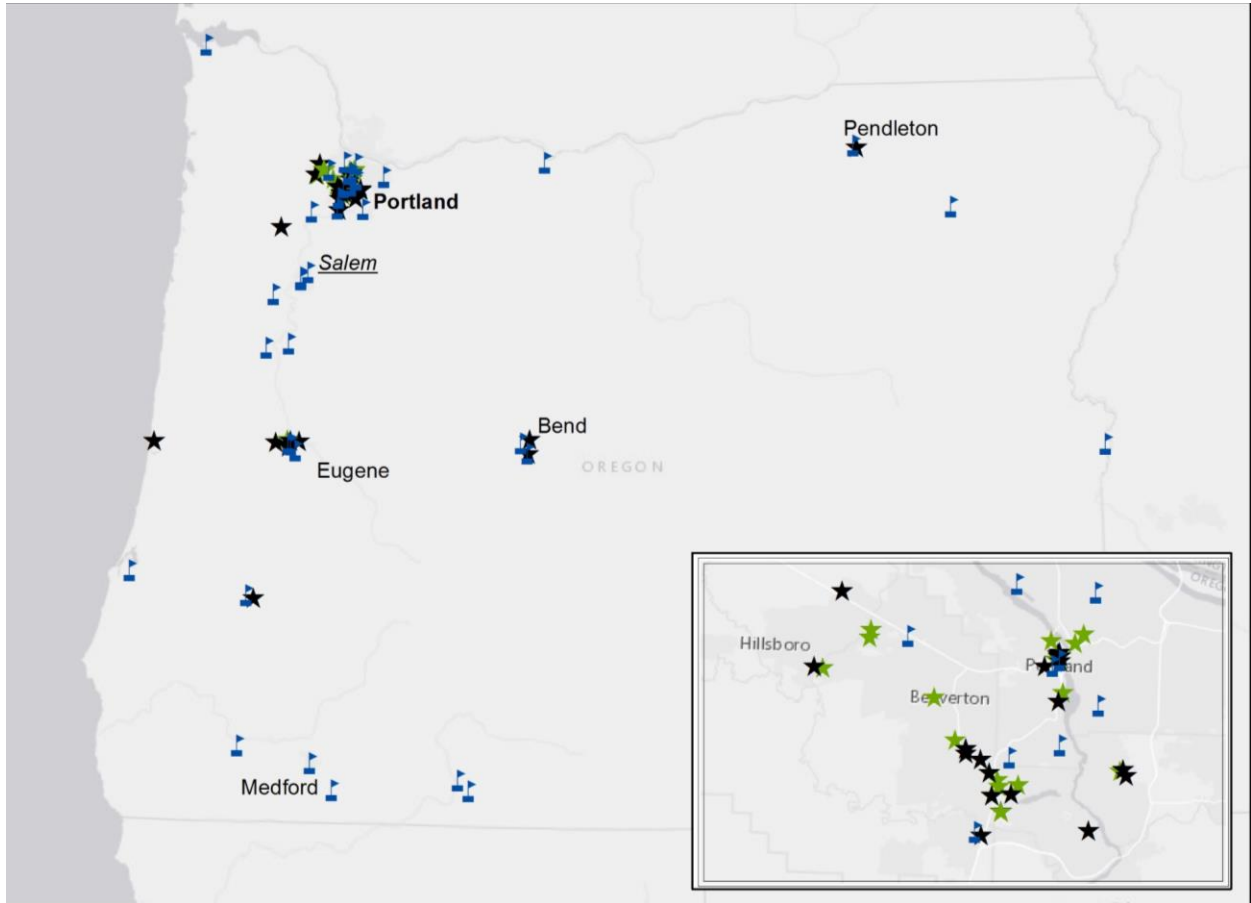 Pendleton
Portland
Salem
Bend
OREGON
Eugene
Hillsboro
Beaverton
Portland
Medford